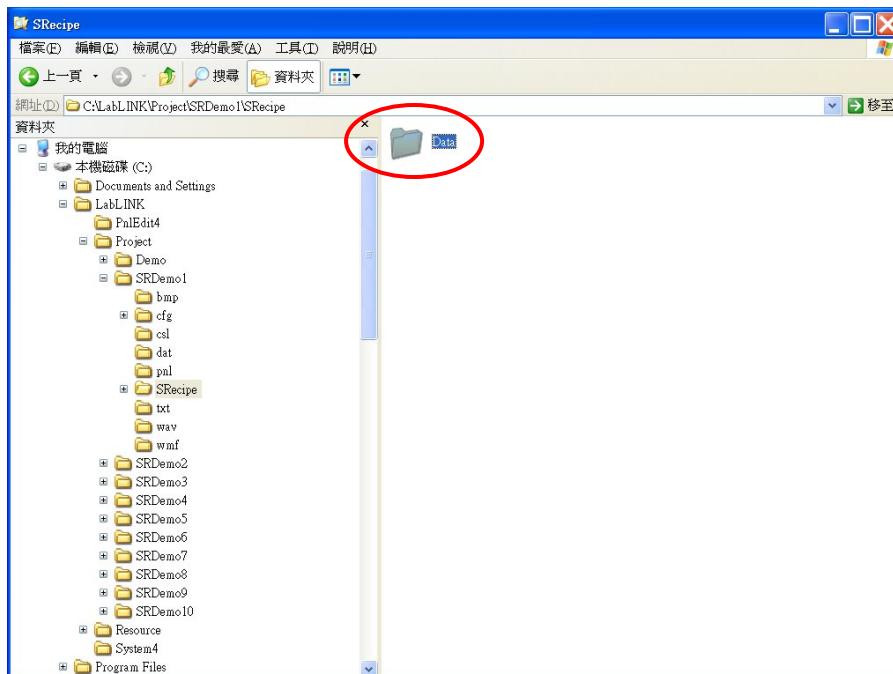 SRecipe
檔案(F) 編輯(E) 檢視(V) 我的最愛(A) 工具(T) 說明(H)
上一頁 搜尋 資料夾
網址(D) C:\LabLINK\Project\SRDemo1\SRecipe 移至
資料夾 ×
Data
我的電腦
本機磁碟 (C:)
Documents and Settings
LabLINK
PnlEdit4
Project
Demo
SRDemo1
bmp
cfg
csl
dat
pnl
SRecipe
txt
wav
wmf
SRDemo2
SRDemo3
SRDemo4
SRDemo5
SRDemo6
SRDemo7
SRDemo8
SRDemo9
SRDemo10
Resource
System4
Program Files